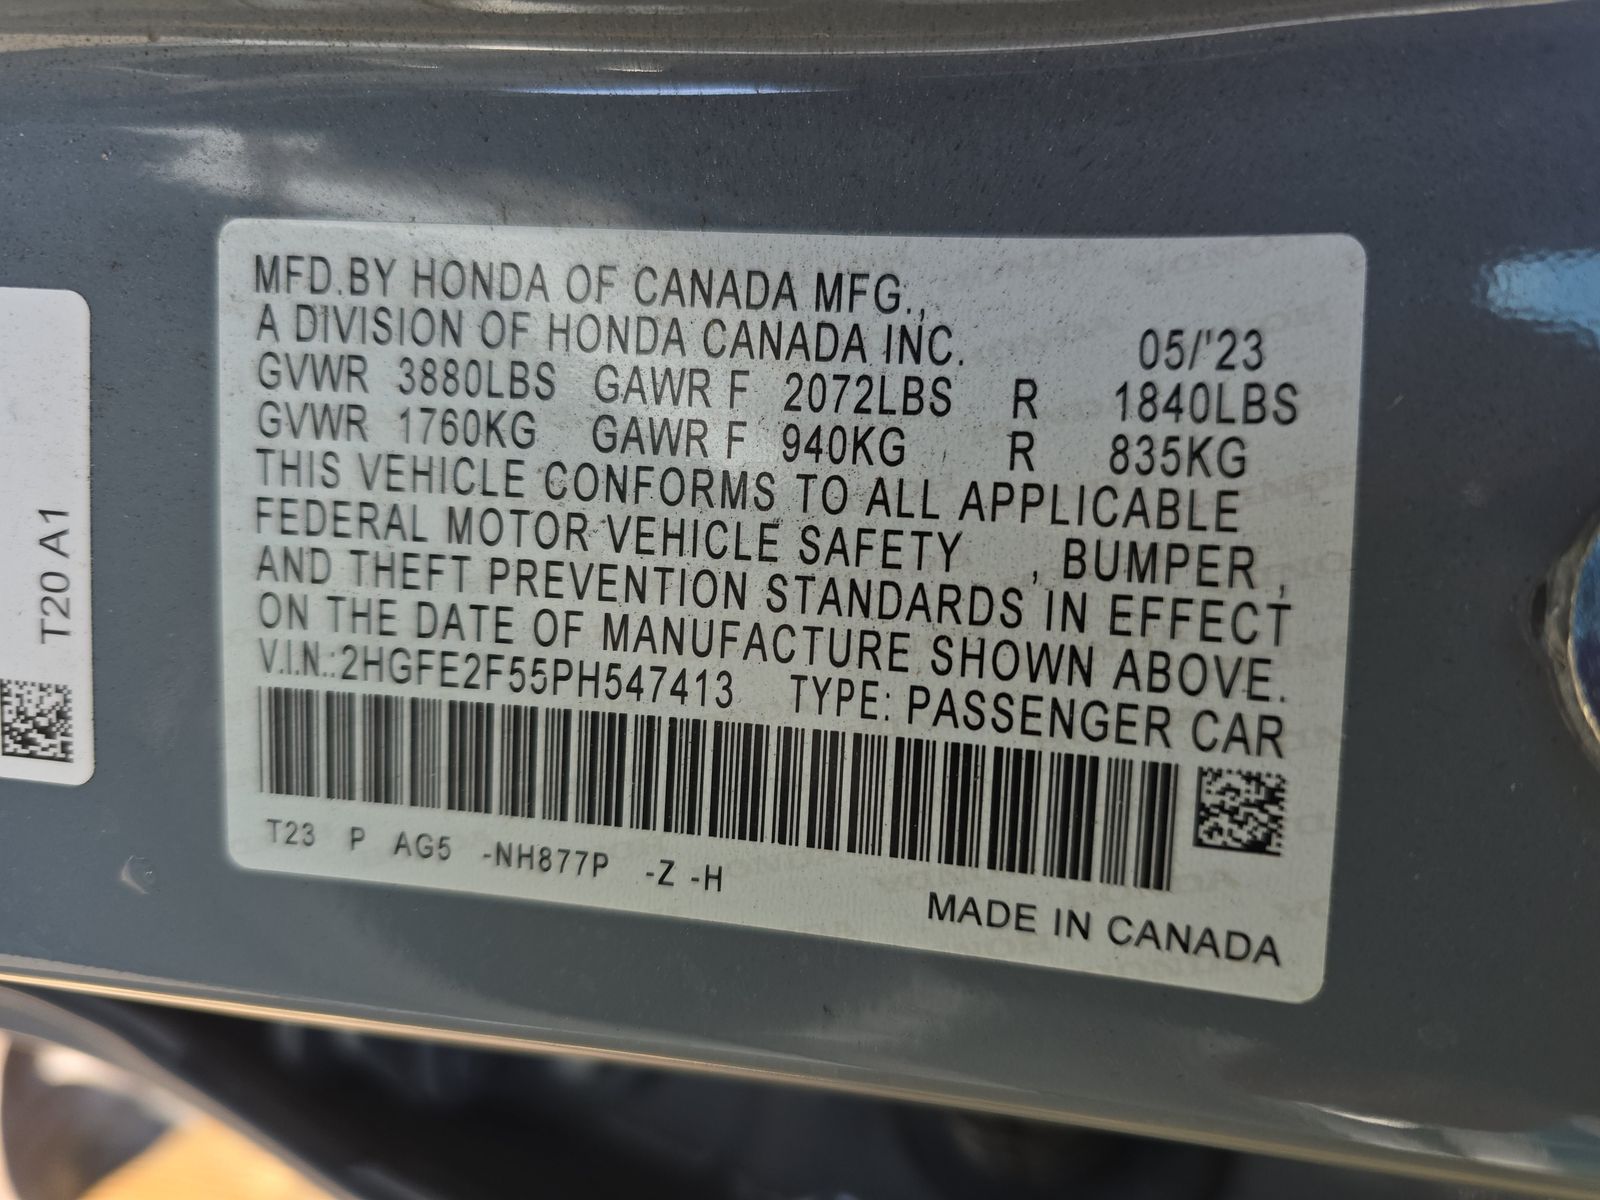 MFD.BY HONDA OF CANADA MFG.,
A DIVISION OF HONDA CANADA INC. 05/'23
GVWR 3880LBS GAWR F 2072LBS R 1840LBS
GVWR 1760KG GAWR F 940KG R 835KG
THIS VEHICLE CONFORMS TO ALL APPLICABLE
FEDERAL MOTOR VEHICLE SAFETY , BUMPER ,
AND THEFT PREVENTION STANDARDS IN EFFECT
ON THE DATE OF MANUFACTURE SHOWN ABOVE.
V.I.N.:2HGFE2F55PH547413 TYPE: PASSENGER CAR
T23 P AG5 -NH877P -Z -H
MADE IN CANADA
T20 A1